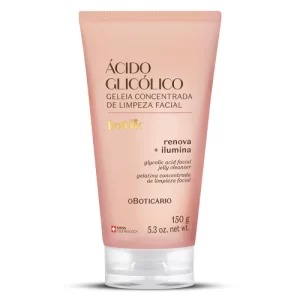 ÁCIDO
GLICÓLICO
GELEIA CONCENTRADA
DE LIMPEZA FACIAL
Botik
renova
+ ilumina
glycolic acid facial
jelly cleanser
gelatina concentrada
de limpieza facial
oBOTICÁRIO
150 g
5.3 oz. net wt.